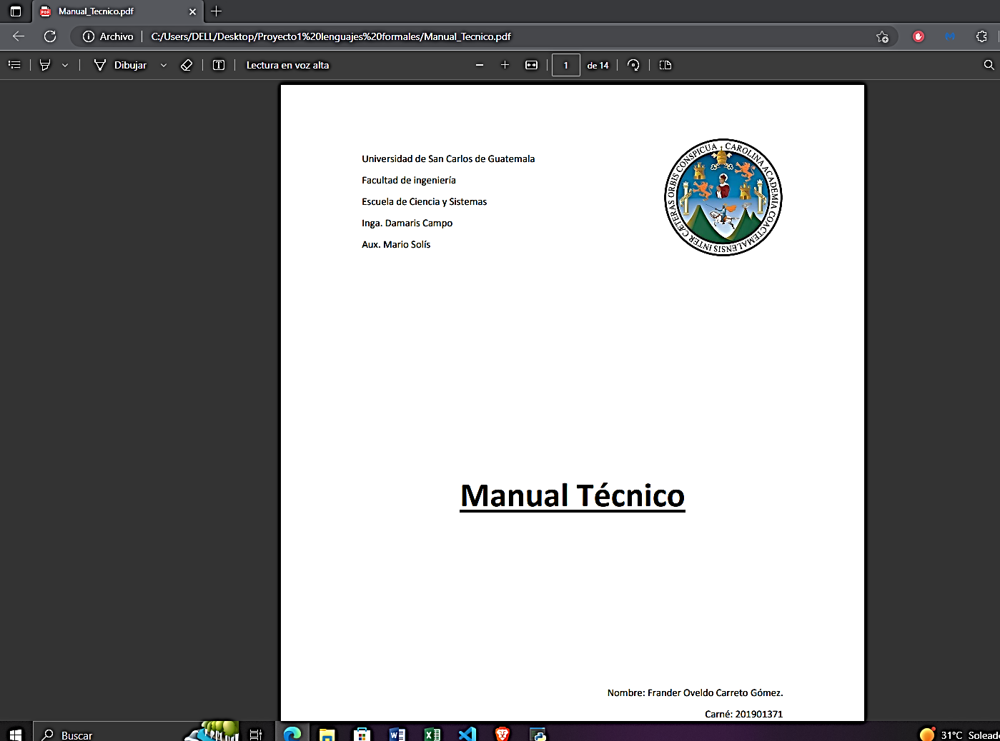 Manual_Tecnico.pdf
Archivo
C:/Users/DELL/Desktop/Proyecto1%20lenguajes%20formales/Manual_Tecnico.pdf
Dibujar
Lectura en voz alta
1
de 14
Universidad de San Carlos de Guatemala
Facultad de ingeniería
Escuela de Ciencia y Sistemas
Inga. Damaris Campo
Aux. Mario Solís
CAROLINA ACADEMIA COACTEMALENSIS INTER CÆTERAS ORBIS CONSPICUA
Manual Técnico
Nombre: Frander Oveldo Carreto Gómez.
Carné: 201901371
Buscar
31°C Solead